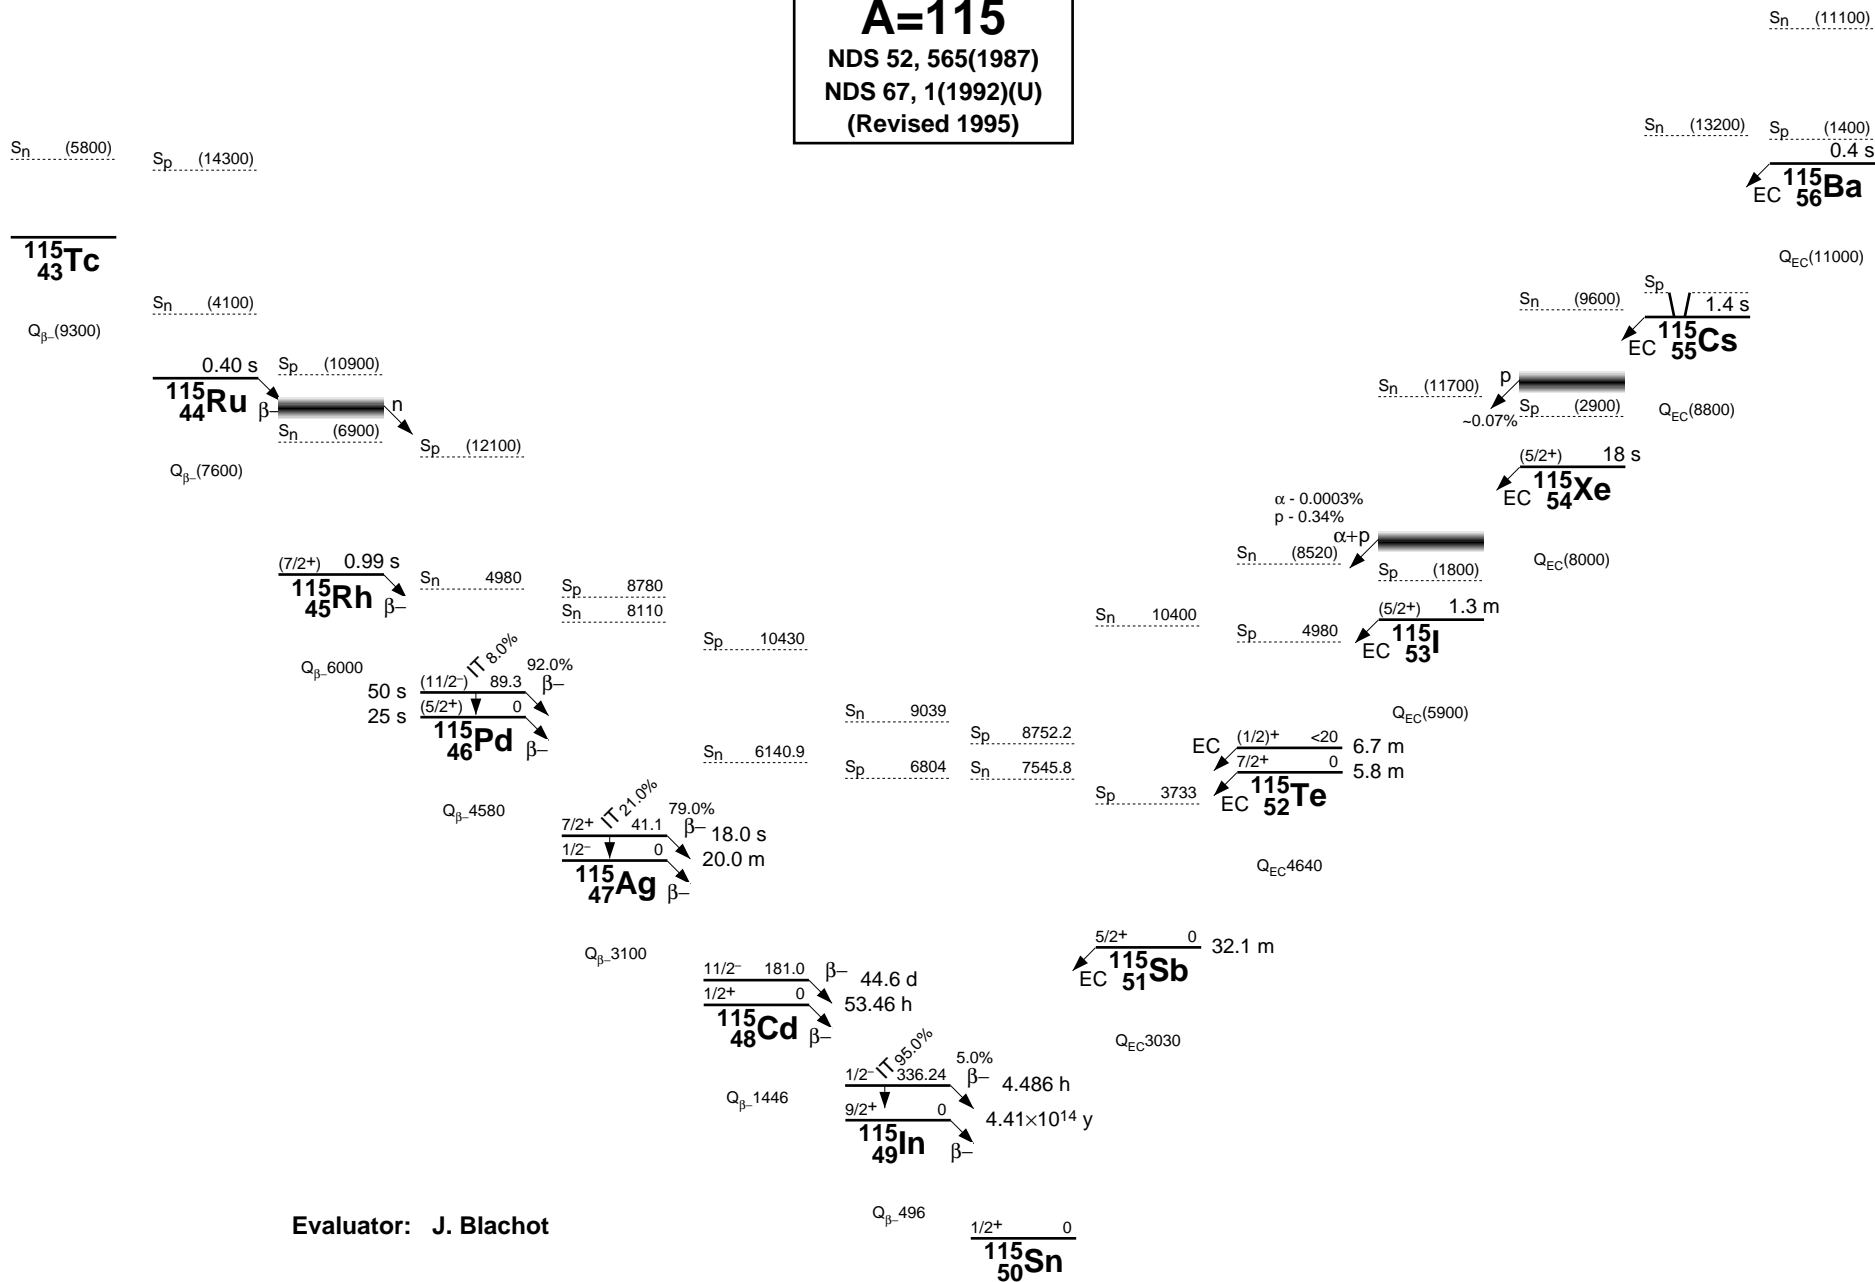 A=115
NDS 52, 565(1987)
NDS 67, 1(1992)(U)
(Revised 1995)
Sn (5800)
115 43 Tc
Qβ−(9300)
Sp (14300)
Sn (4100)
0.40 s
115 44 Ru β−
Qβ−(7600)
Sp (10900)
n
Sn (6900)
(7/2+) 0.99 s
115 45 Rh β−
Qβ−6000
Sp (12100)
Sn 4980
IT 8.0%
92.0%
50 s (11/2−) 89.3 β−
25 s (5/2+) 0
115 46 Pd β−
Qβ−4580
Sp 8780
Sn 8110
IT 21.0%
79.0%
7/2+ 41.1 β− 18.0 s
1/2− 0 20.0 m
115 47 Ag β−
Qβ−3100
Sp 10430
Sn 6140.9
11/2− 181.0 β− 44.6 d
1/2+ 0 53.46 h
115 48 Cd β−
Qβ−1446
Sn 9039
Sp 6804
IT 95.0%
5.0%
1/2− 336.24 β− 4.486 h
9/2+ 0 4.41×10¹⁴ y
115 49 In β−
Qβ−496
Sp 8752.2
Sn 7545.8
1/2+ 0
115 50 Sn
Sn 10400
Sp 3733
5/2+ 0 32.1 m
EC 115 51 Sb
QEC3030
Sn (8520)
Sp 4980
EC (1/2)+ <20 6.7 m
7/2+ 0 5.8 m
EC 115 52 Te
QEC4640
Sn (11700)
α - 0.0003%
p - 0.34%
α+p
Sp (1800)
(5/2+) 1.3 m
EC 115 53 I
QEC(5900)
Sn (9600)
p
~0.07%
Sp (2900)
(5/2+) 18 s
EC 115 54 Xe
QEC(8000)
Sn (13200)
Sp
1.4 s
EC 115 55 Cs
QEC(8800)
Sn (11100)
Sp (1400)
0.4 s
EC 115 56 Ba
QEC(11000)
Evaluator: J. Blachot